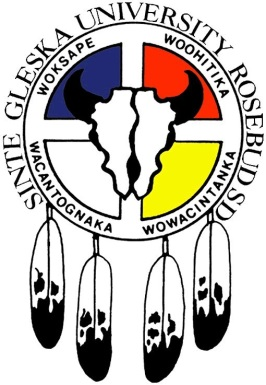 SINTE GLESKA UNIVERSITY ROSEBUD SD
WOKSAPE
WOOHITIKA
WACANTOGNAKA
WOWACINTANKA